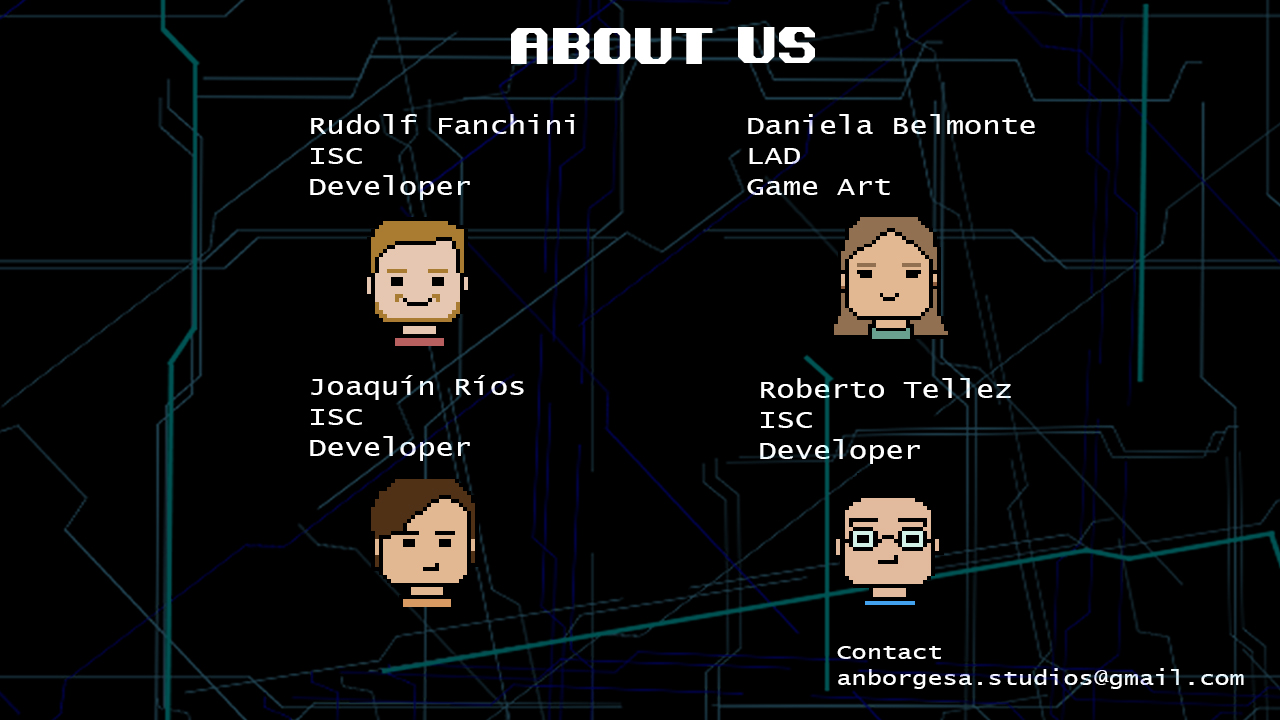 ABOUT US
Rudolf Fanchini
ISC
Developer
Daniela Belmonte
LAD
Game Art
Joaquín Ríos
ISC
Developer
Roberto Tellez
ISC
Developer
Contact
anborgesa.studios@gmail.com